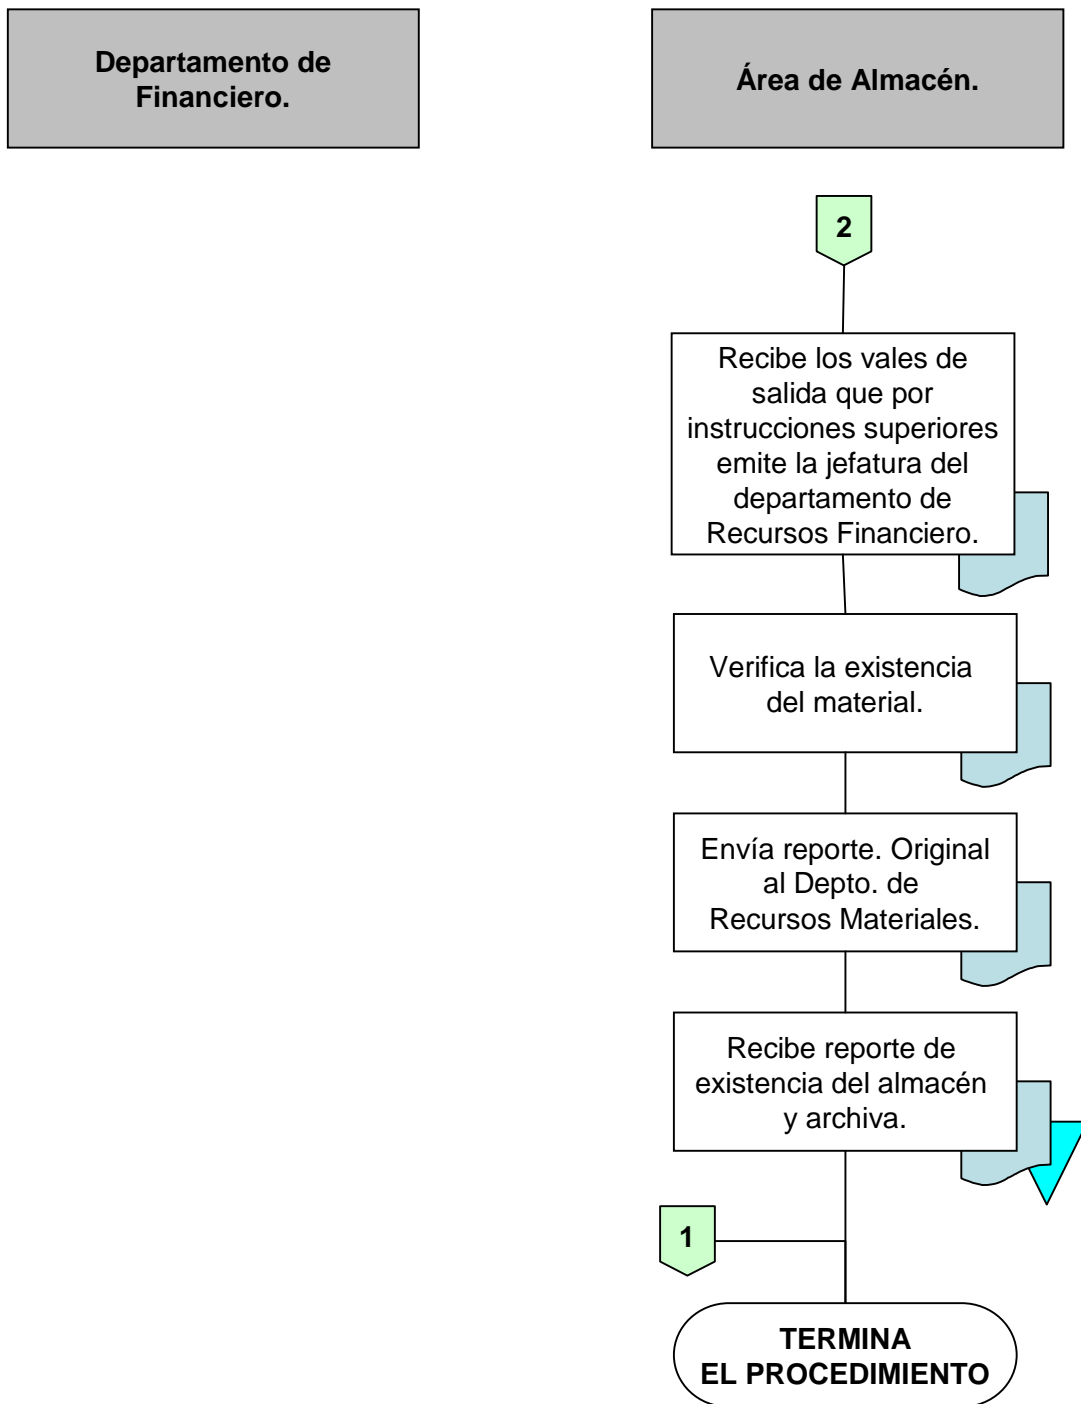 Departamento de
Financiero.
Área de Almacén.
2
Recibe los vales de
salida que por
instrucciones superiores
emite la jefatura del
departamento de
Recursos Financiero.
Verifica la existencia
del material.
Envía reporte. Original
al Depto. de
Recursos Materiales.
Recibe reporte de
existencia del almacén
y archiva.
1
TERMINA
EL PROCEDIMIENTO